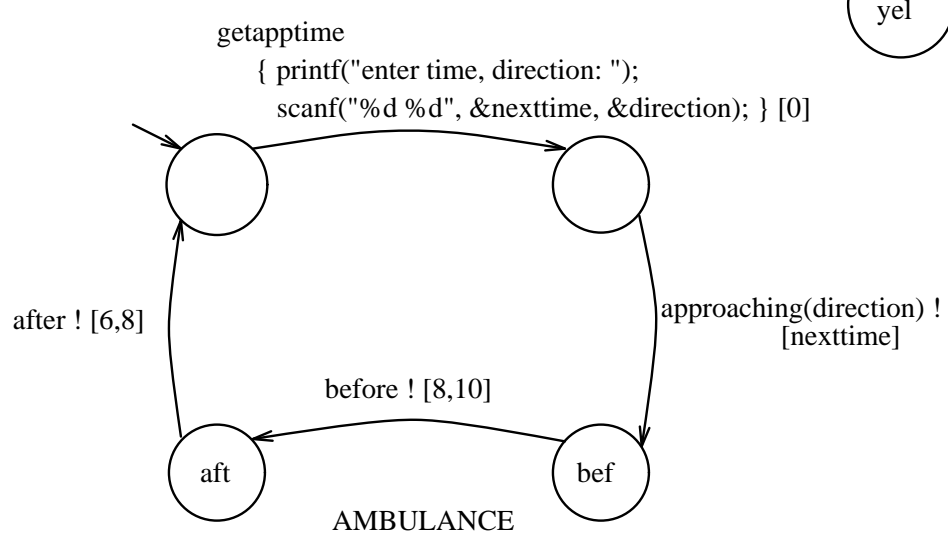 yel
getapptime
{ printf("enter time, direction: ");
scanf("%d %d", &nexttime, &direction); } [0]
after ! [6,8]
approaching(direction) !
[nexttime]
before ! [8,10]
aft
bef
AMBULANCE